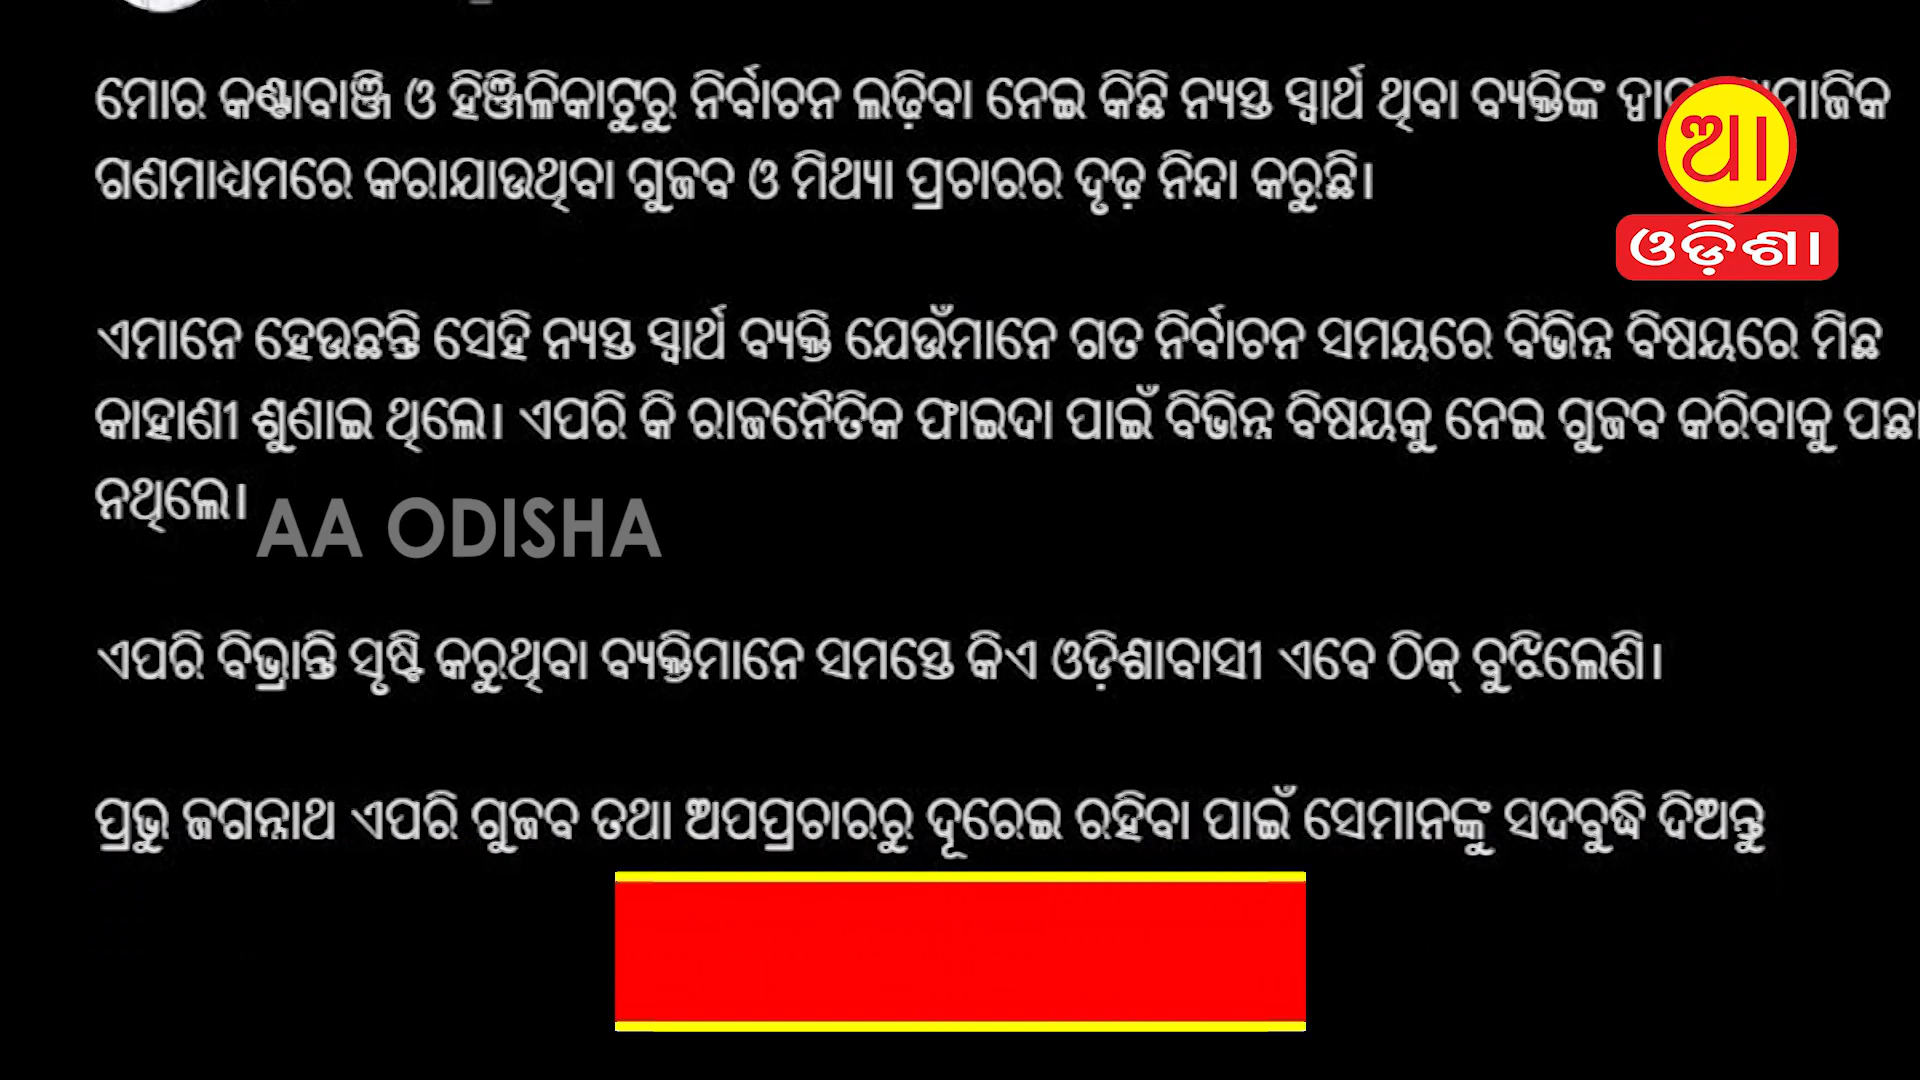 ମୋର କଣ୍ଟାବାଞ୍ଜି ଓ ହିଞ୍ଜିଳିକାଟୁରୁ ନିର୍ବାଚନ ଲଢ଼ିବା ନେଇ କିଛି ନ୍ୟସ୍ତ ସ୍ୱାର୍ଥ ଥିବା ବ୍ୟକ୍ତିଙ୍କ
ଆ
ଗଣମାଧ୍ୟମରେ କରାଯାଉଥିବା ଗୁଜବ ଓ ମିଥ୍ୟା ପ୍ରଚାରର ଦୃଢ଼ ନିନ୍ଦା କରୁଛି।
ଓଡ଼ିଶା
ଏମାନେ ହେଉଛନ୍ତି ସେହି ନ୍ୟସ୍ତ ସ୍ୱାର୍ଥ ବ୍ୟକ୍ତି ଯେଉଁମାନେ ଗତ ନିର୍ବାଚନ ସମୟରେ ବିଭିନ୍ନ ବିଷୟରେ ମିଛ
କାହାଣୀ ଶୁଣାଇ ଥିଲେ। ଏପରି କି ରାଜନୈତିକ ଫାଇଦା ପାଇଁ ବିଭିନ୍ନ ବିଷୟକୁ ନେଇ ଗୁଜବ କରିବାକୁ ପଛା
ନଥିଲେ।
AA ODISHA
ଏପରି ବିଭ୍ରାନ୍ତି ସୃଷ୍ଟି କରୁଥିବା ବ୍ୟକ୍ତିମାନେ ସମସ୍ତେ କିଏ ଓଡ଼ିଶାବାସୀ ଏବେ ଠିକ୍ ବୁଝିଲେଣି।
ପ୍ରଭୁ ଜଗନ୍ନାଥ ଏପରି ଗୁଜବ ତଥା ଅପପ୍ରଚାରରୁ ଦୂରେଇ ରହିବା ପାଇଁ ସେମାନଙ୍କୁ ସଦବୁଦ୍ଧି ଦିଅନ୍ତୁ